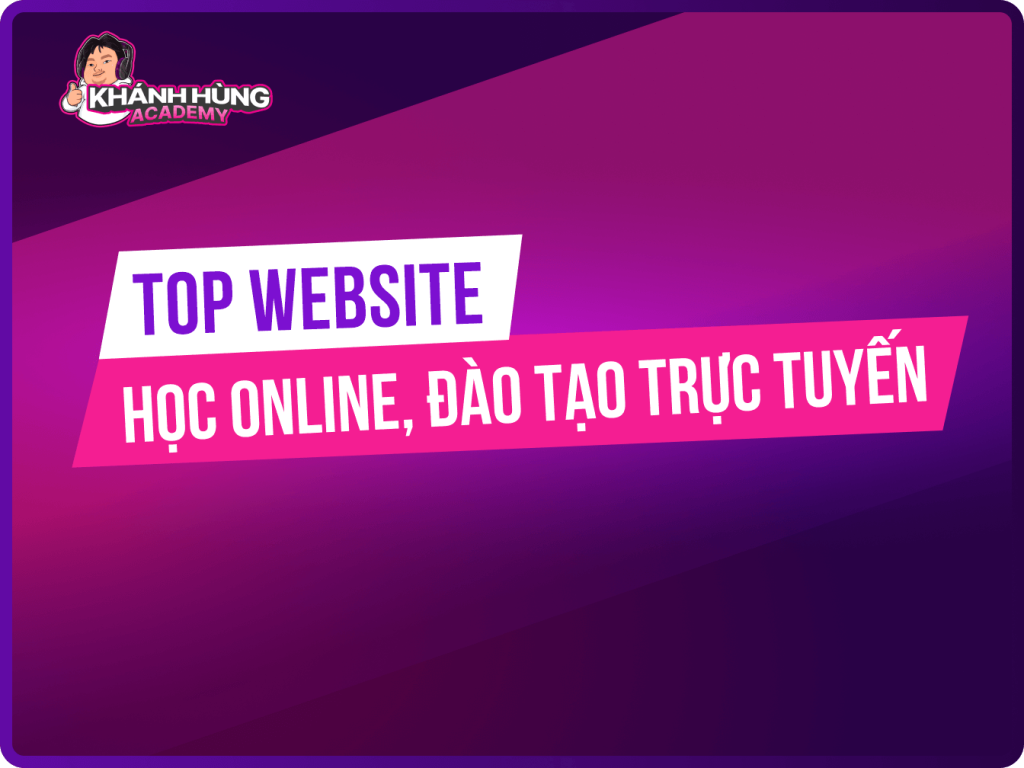 KHÁNH HÙNG
ACADEMY
TOP WEBSITE
HỌC ONLINE, ĐÀO TẠO TRỰC TUYẾN